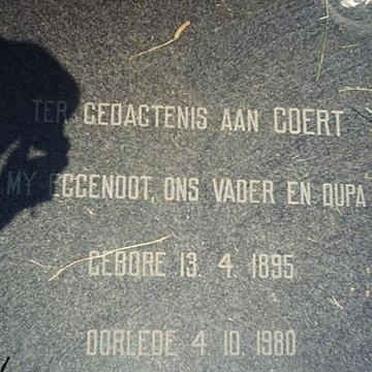 TER GEDAGTENIS AAN COERT
MY EGGENOOT, ONS VADER EN OUPA
GEBORE 13. 4. 1895
OORLEDE 4. 10. 1980